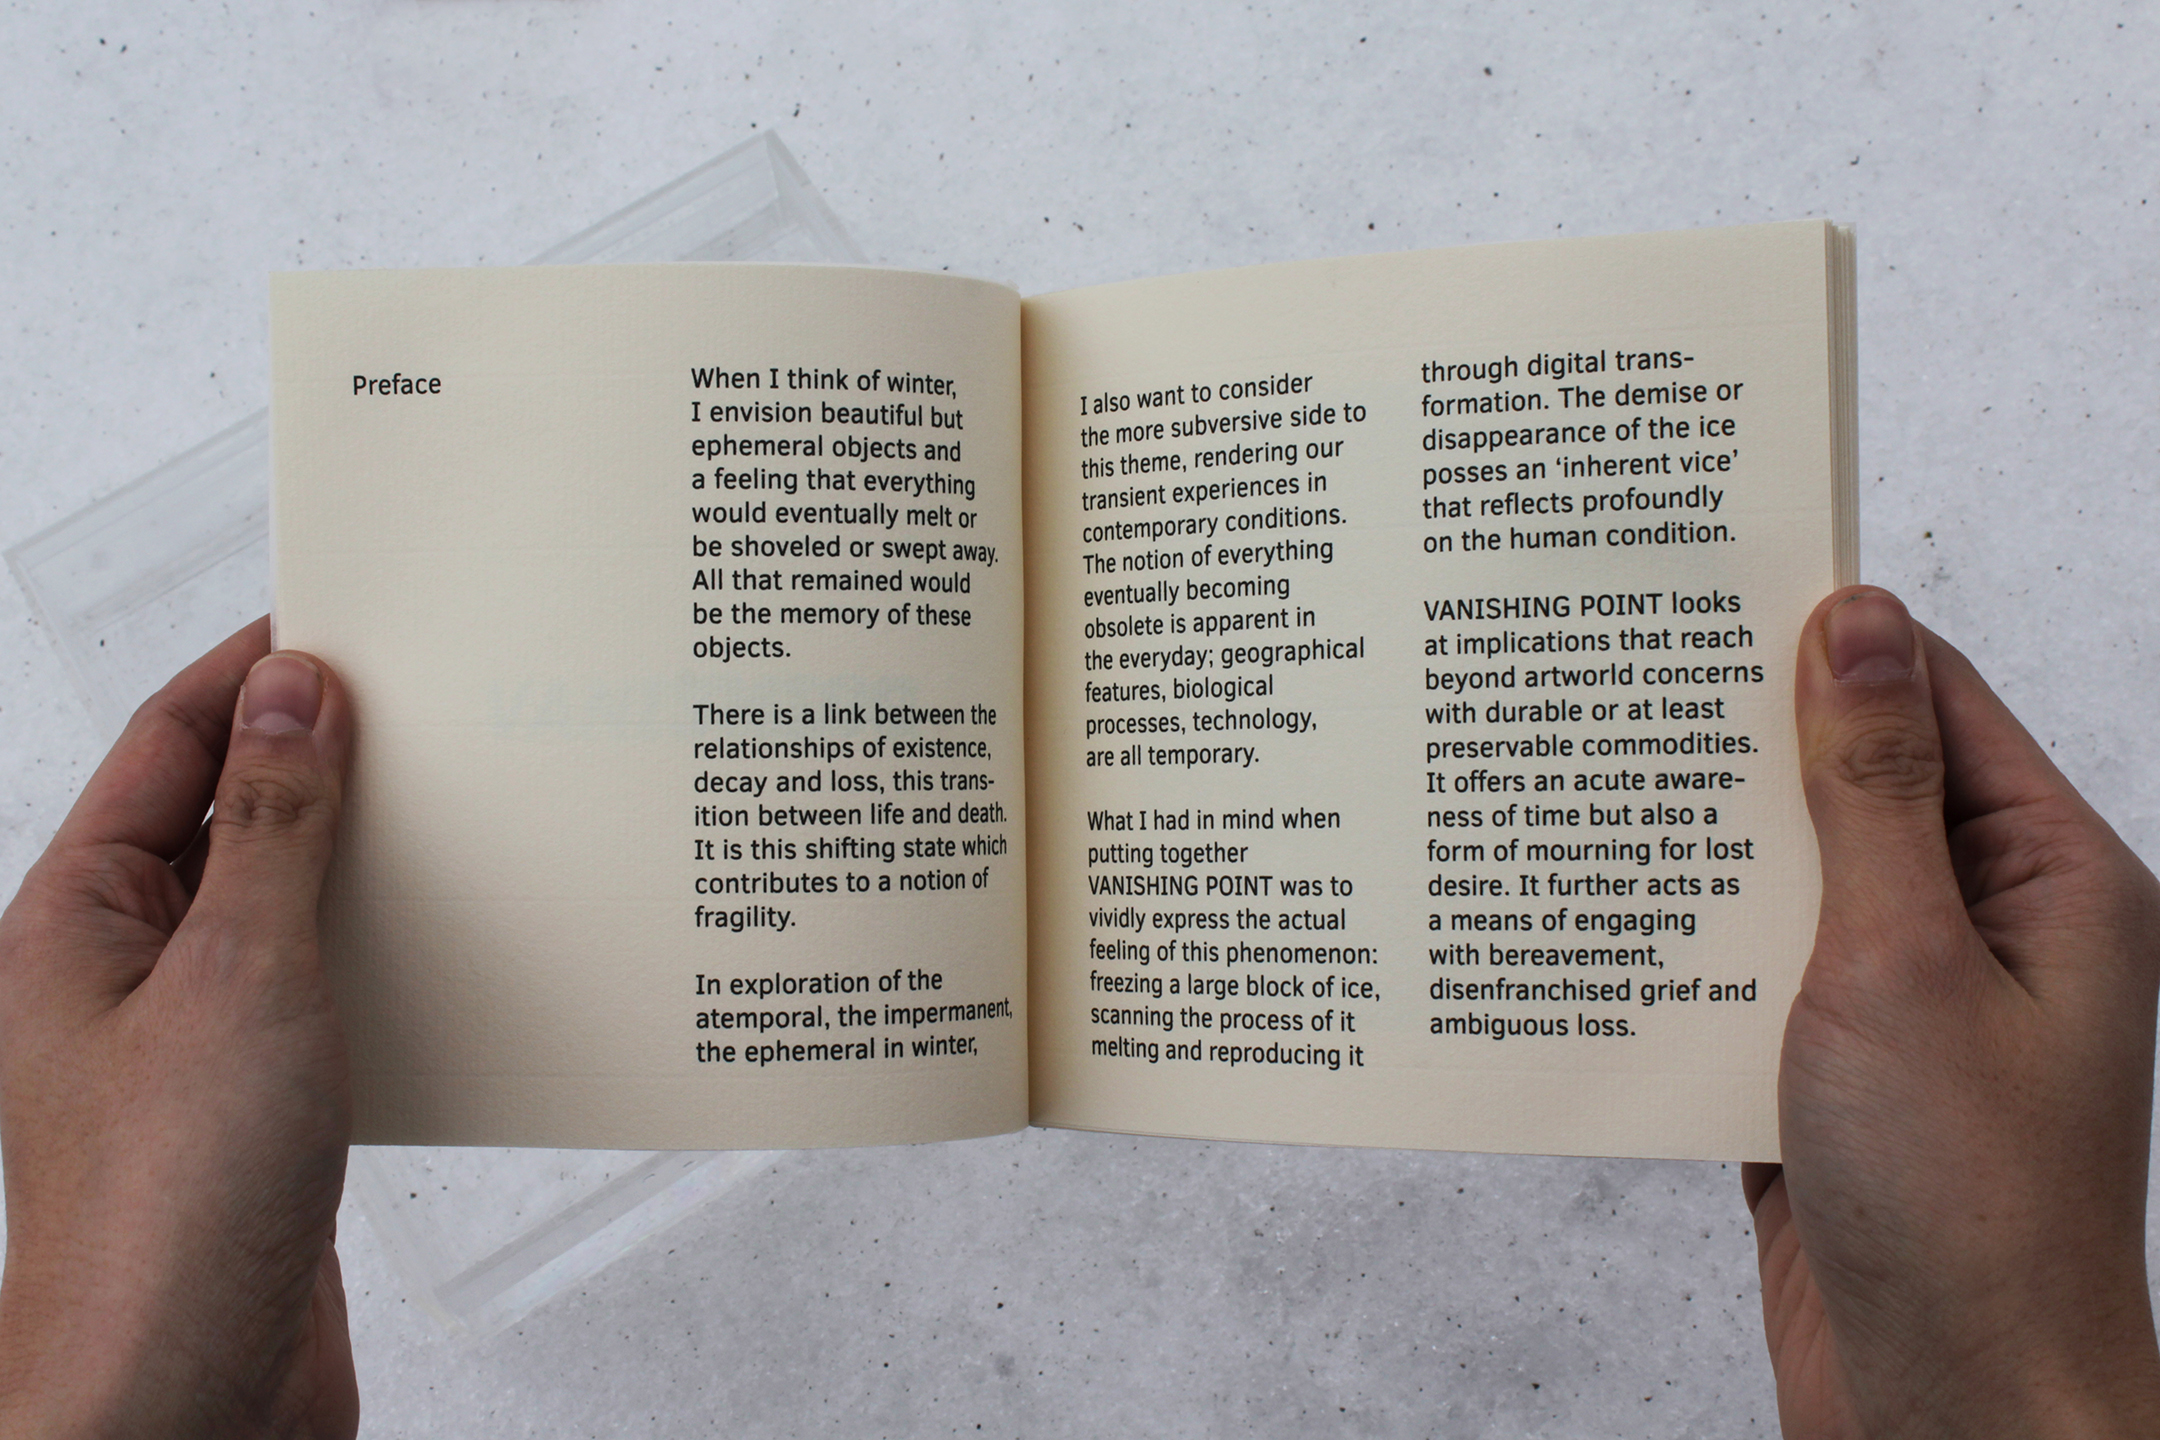 Preface
When I think of winter,
I envision beautiful but
ephemeral objects and
a feeling that everything
would eventually melt or
be shoveled or swept away.
All that remained would
be the memory of these
objects.
There is a link between the
relationships of existence,
decay and loss, this trans-
ition between life and death.
It is this shifting state which
contributes to a notion of
fragility.
In exploration of the
atemporal, the impermanent,
the ephemeral in winter,
I also want to consider
the more subversive side to
this theme, rendering our
transient experiences in
contemporary conditions.
The notion of everything
eventually becoming
obsolete is apparent in
the everyday; geographical
features, biological
processes, technology,
are all temporary.
What I had in mind when
putting together
VANISHING POINT was to
vividly express the actual
feeling of this phenomenon:
freezing a large block of ice,
scanning the process of it
melting and reproducing it
through digital trans-
formation. The demise or
disappearance of the ice
posses an ‘inherent vice’
that reflects profoundly
on the human condition.
VANISHING POINT looks
at implications that reach
beyond artworld concerns
with durable or at least
preservable commodities.
It offers an acute aware-
ness of time but also a
form of mourning for lost
desire. It further acts as
a means of engaging
with bereavement,
disenfranchised grief and
ambiguous loss.